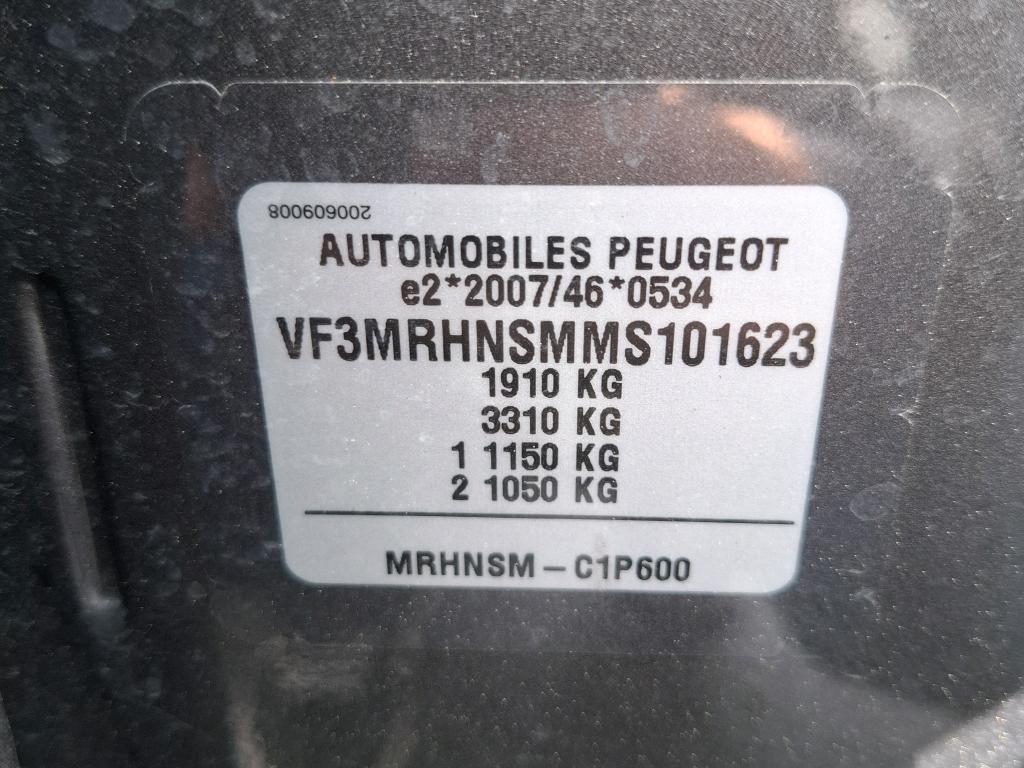 200609008
AUTOMOBILES PEUGEOT
e2*2007/46*0534
VF3MRHNSMMS101623
1910 KG
3310 KG
1 1150 KG
2 1050 KG
MRHNSM – C1P600